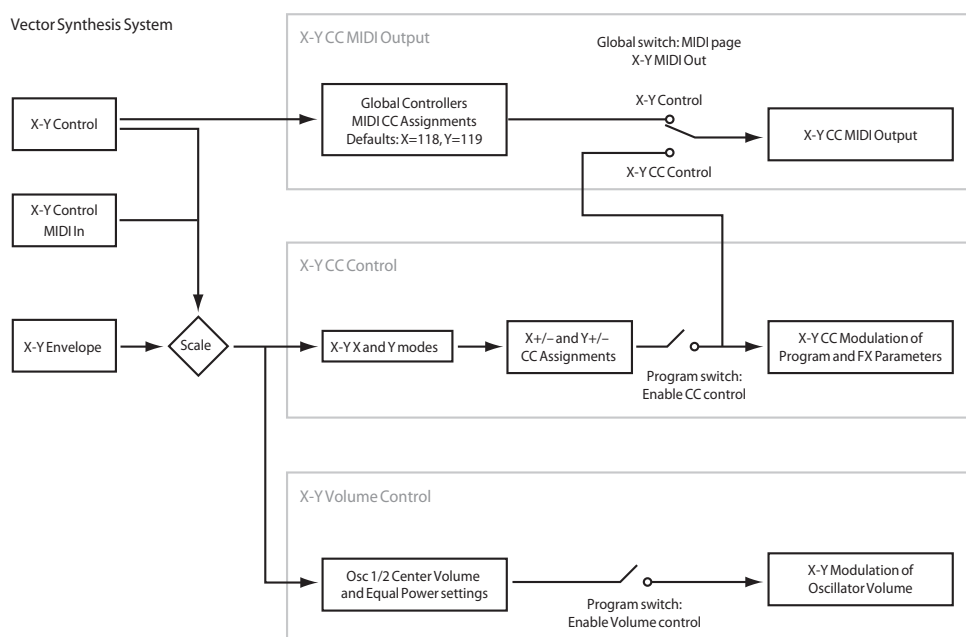 Vector Synthesis System
X-Y CC MIDI Output
Global switch: MIDI page
X-Y MIDI Out
X-Y Control
Global Controllers
MIDI CC Assignments
Defaults: X=118, Y=119
X-Y Control
X-Y CC MIDI Output
X-Y CC Control
X-Y Control
MIDI In
X-Y CC Control
X-Y Envelope
Scale
X-Y X and Y modes
X+/– and Y+/–
CC Assignments
Program switch:
Enable CC control
X-Y CC Modulation of
Program and FX Parameters
X-Y Volume Control
Osc 1/2 Center Volume
and Equal Power settings
Program switch:
Enable Volume control
X-Y Modulation of
Oscillator Volume